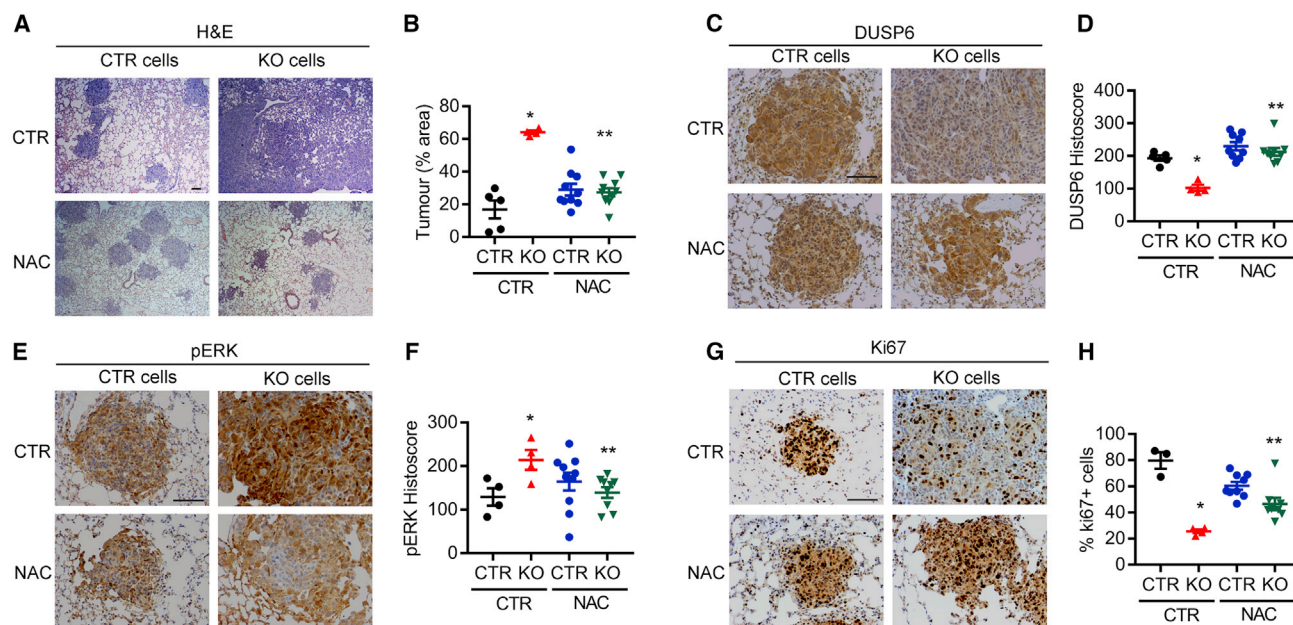 A
H&E
CTR cells KO cells
CTR
NAC
B
Tumour (% area)
80
60
40
20
0
* **
CTR KO CTR KO
CTR NAC
C
DUSP6
CTR cells KO cells
CTR
NAC
D
DUSP6 Histoscore
400
300
200
100
0
* **
CTR KO CTR KO
CTR NAC
E
pERK
CTR cells KO cells
CTR
NAC
F
pERK Histoscore
300
200
100
0
* **
CTR KO CTR KO
CTR NAC
G
Ki67
CTR cells KO cells
CTR
NAC
H
% ki67+ cells
100
80
60
40
20
0
* **
CTR KO CTR KO
CTR NAC